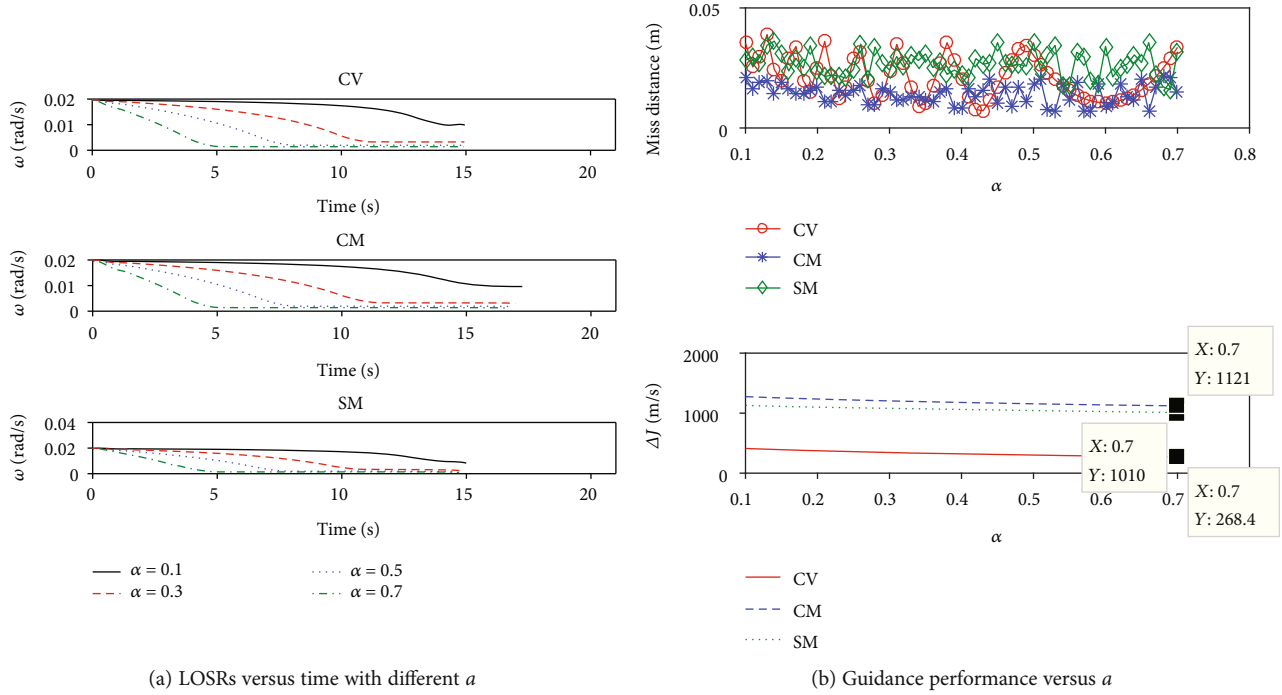 CV
0.02
0.01
0
ω (rad/s)
0 5 10 15 20
Time (s)
CM
0.02
0.01
0
ω (rad/s)
0 5 10 15 20
Time (s)
SM
0.04
0.02
0
ω (rad/s)
0 5 10 15 20
Time (s)
α = 0.1
α = 0.3
α = 0.5
α = 0.7
(a) LOSRs versus time with different a
0.05
0
Miss distance (m)
0.1 0.2 0.3 0.4 0.5 0.6 0.7 0.8
α
CV
CM
SM
2000
1000
0
ΔJ (m/s)
X: 0.7
Y: 1121
X: 0.7
Y: 1010
X: 0.7
Y: 268.4
0.1 0.2 0.3 0.4 0.5 0.6 0.7
α
CV
CM
SM
(b) Guidance performance versus a